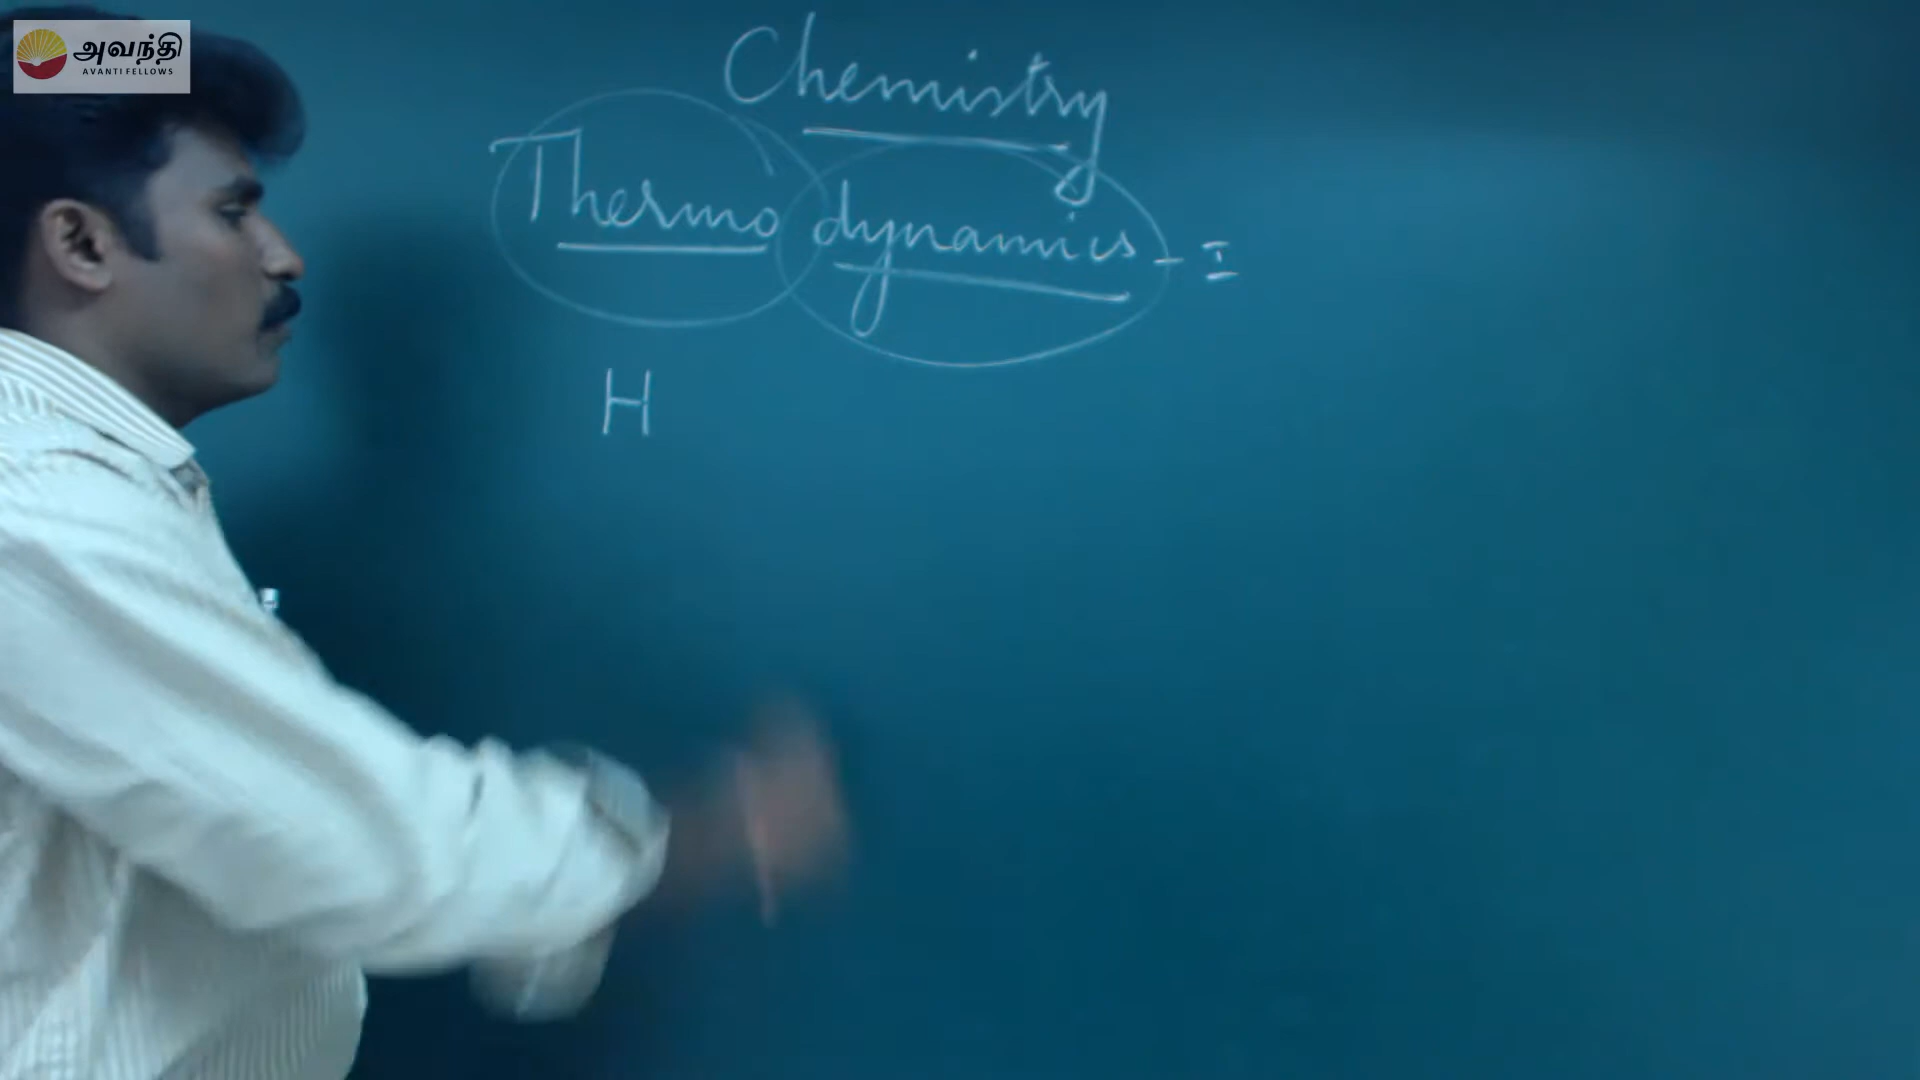 அவந்தி
AVANTI FELLOWS
Chemistry
Thermo dynamics - I
H